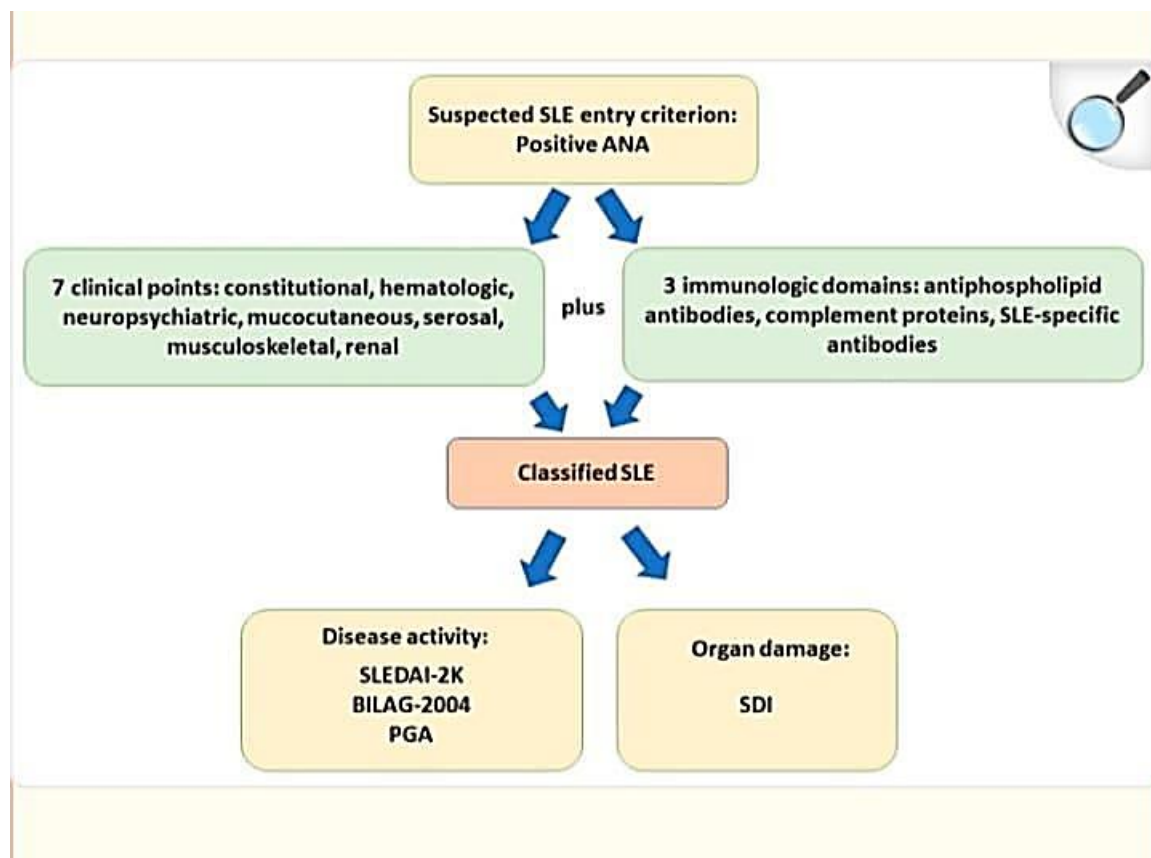 Suspected SLE entry criterion:
Positive ANA
7 clinical points: constitutional, hematologic,
neuropsychiatric, mucocutaneous, serosal,
musculoskeletal, renal
plus
3 immunologic domains: antiphospholipid
antibodies, complement proteins, SLE-specific
antibodies
Classified SLE
Disease activity:
SLEDAI-2K
BILAG-2004
PGA
Organ damage:
SDI